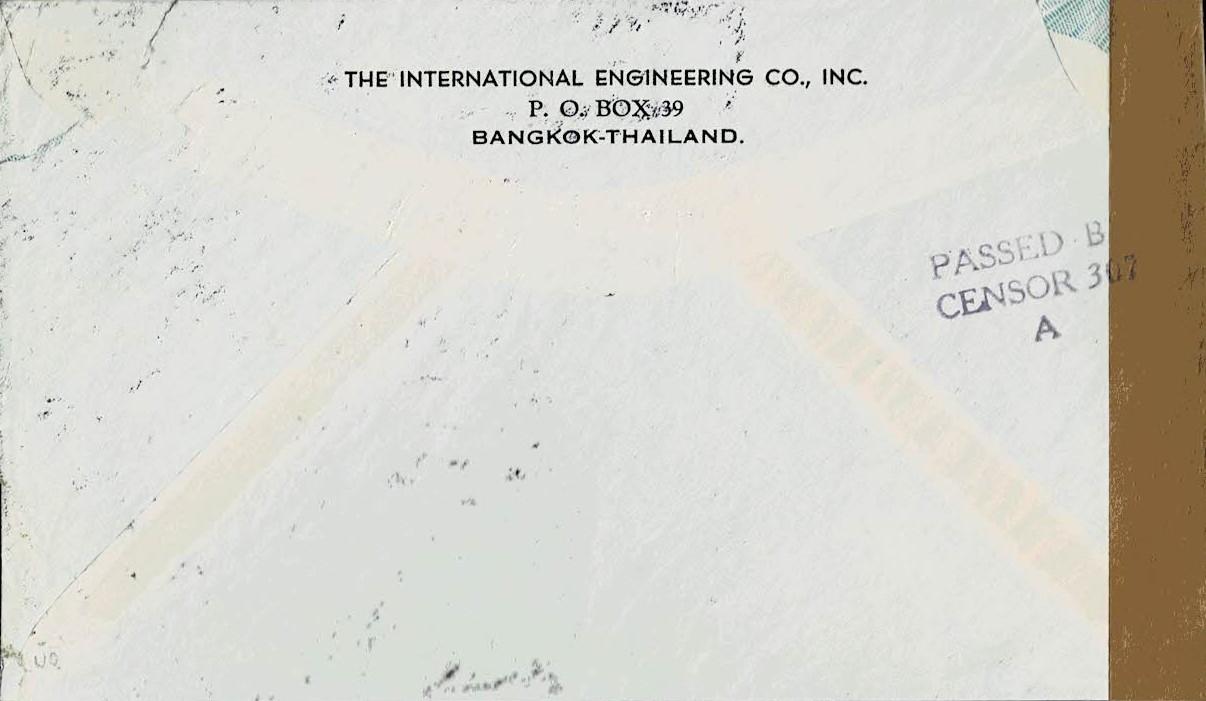 THE INTERNATIONAL ENGINEERING CO., INC.
P. O. BOX 39
BANGKOK-THAILAND.
PASSED B
CENSOR 307
A